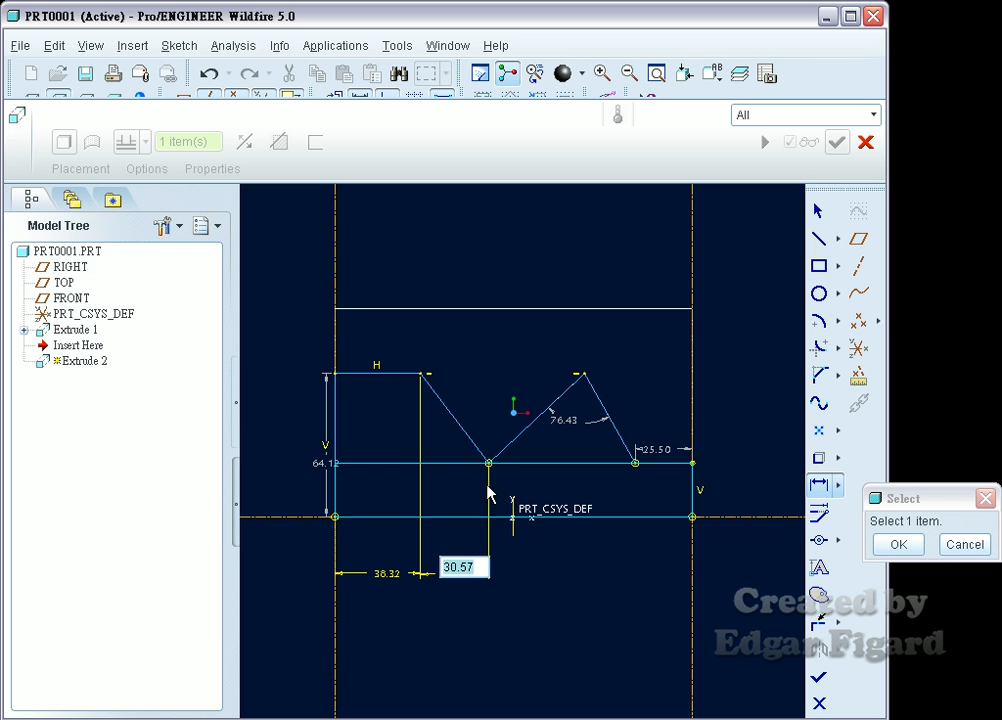 PRT0001 (Active) - Pro/ENGINEER Wildfire 5.0
File Edit View Insert Sketch Analysis Info Applications Tools Window Help
All
1 item(s)
Placement Options Properties
Model Tree
PRT0001.PRT
RIGHT
TOP
FRONT
PRT_CSYS_DEF
Extrude 1
Insert Here
Extrude 2
H
76.43
25.50
V
64.12
V
Y
PRT_CSYS_DEF
X
38.32
30.57
Select
Select 1 item.
OK Cancel
Created by
Edgar Figard